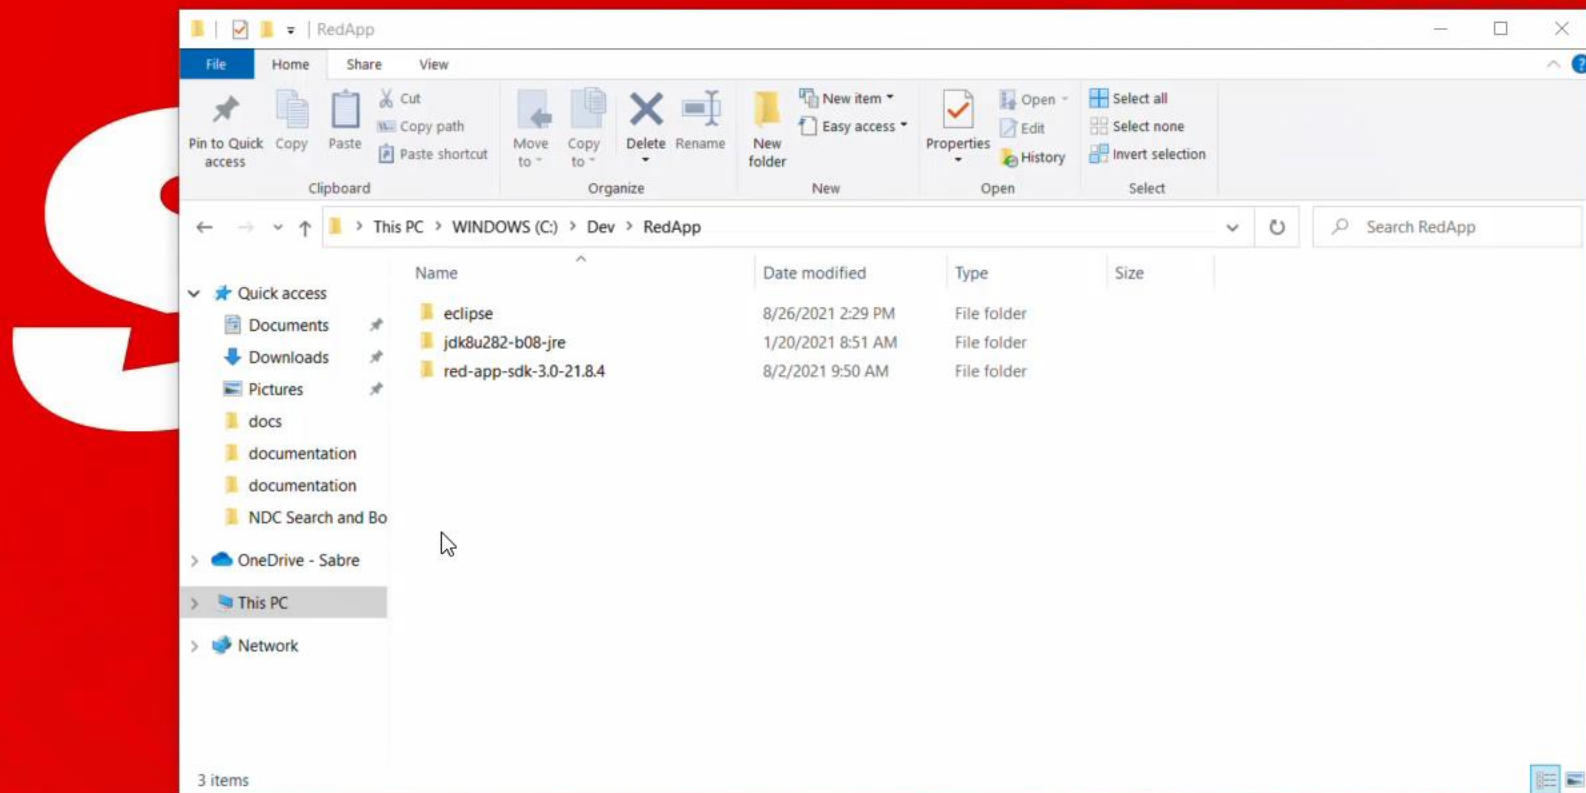 RedApp
File Home Share View
Pin to Quick access
Copy
Paste
Cut
Copy path
Paste shortcut
Clipboard
Move to
Copy to
Delete
Rename
Organize
New folder
New item
Easy access
New
Properties
Open
Edit
History
Open
Select all
Select none
Invert selection
Select
This PC > WINDOWS (C:) > Dev > RedApp
Search RedApp
Quick access
Documents
Downloads
Pictures
docs
documentation
documentation
NDC Search and Bo
OneDrive - Sabre
This PC
Network
Name Date modified Type Size
eclipse 8/26/2021 2:29 PM File folder
jdk8u282-b08-jre 1/20/2021 8:51 AM File folder
red-app-sdk-3.0-21.8.4 8/2/2021 9:50 AM File folder
3 items